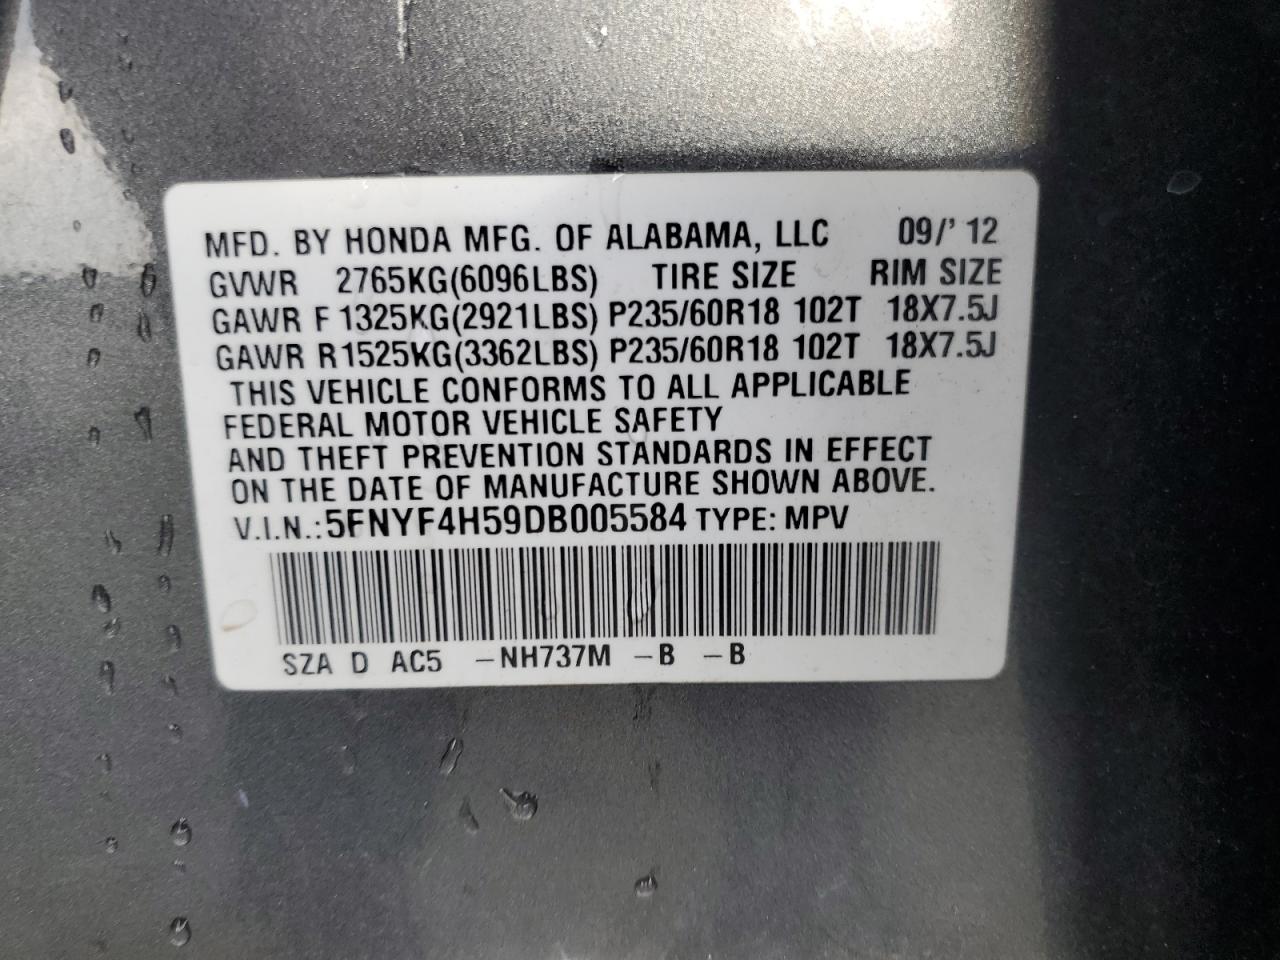 MFD. BY HONDA MFG. OF ALABAMA, LLC 09/' 12
GVWR 2765KG(6096LBS) TIRE SIZE RIM SIZE
GAWR F 1325KG(2921LBS) P235/60R18 102T 18X7.5J
GAWR R1525KG(3362LBS) P235/60R18 102T 18X7.5J
THIS VEHICLE CONFORMS TO ALL APPLICABLE
FEDERAL MOTOR VEHICLE SAFETY
AND THEFT PREVENTION STANDARDS IN EFFECT
ON THE DATE OF MANUFACTURE SHOWN ABOVE.
V.I.N.: 5FNYF4H59DB005584 TYPE: MPV
SZA D AC5 -NH737M -B -B